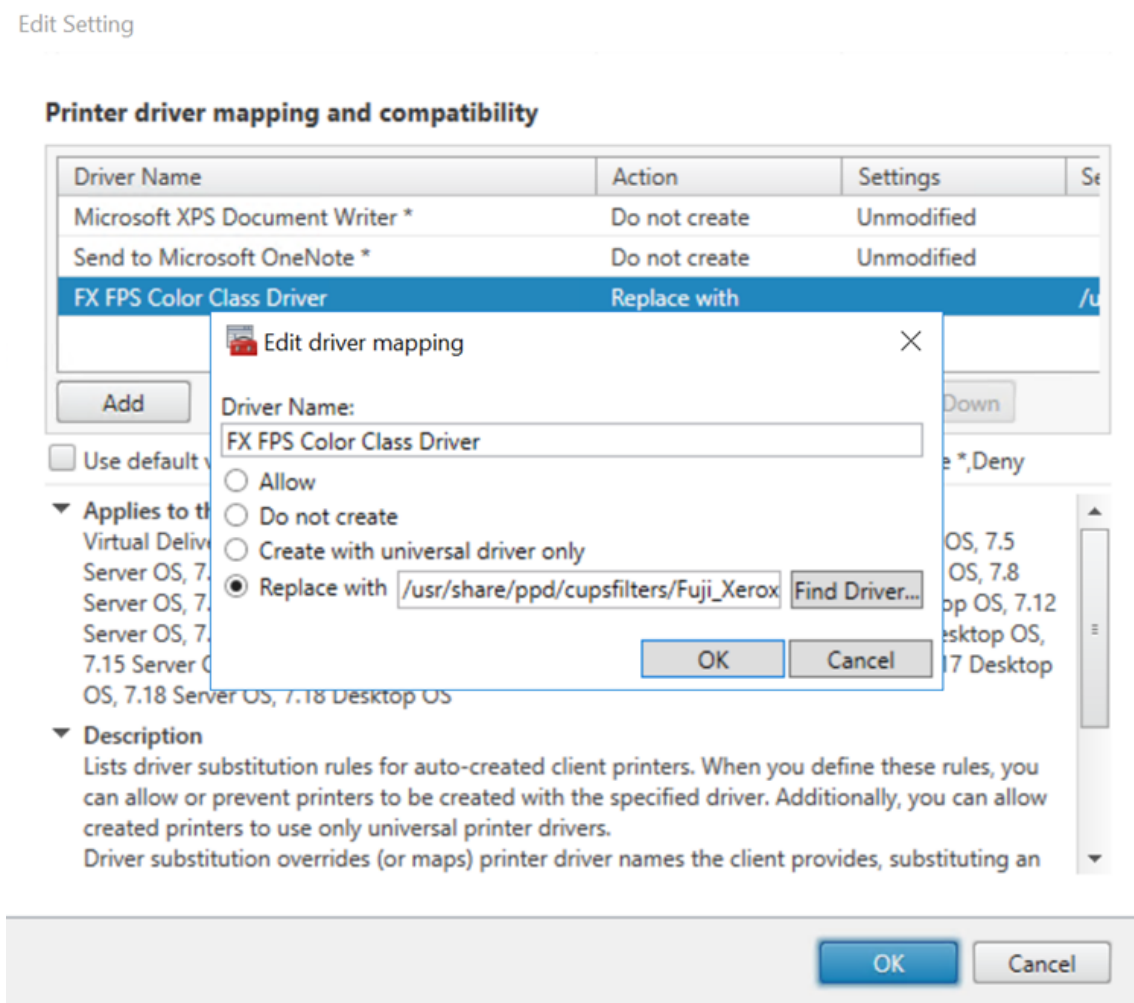 Edit Setting
Printer driver mapping and compatibility
Driver Name Action Settings
Microsoft XPS Document Writer * Do not create Unmodified
Send to Microsoft OneNote * Do not create Unmodified
FX FPS Color Class Driver Replace with
Edit driver mapping
Add
Down
Driver Name:
FX FPS Color Class Driver
Use default
*,Deny
Allow
Applies to
Do not create
Virtual
OS, 7.5
Create with universal driver only
Server OS,
OS, 7.8
Replace with /usr/share/ppd/cupsfilters/Fuji_Xerox Find Driver...
Server OS,
OS, 7.12
Server OS,
OS,
OK Cancel
7.15 Server
Desktop
OS, 7.18 Server OS, 7.18 Desktop OS
Description
Lists driver substitution rules for auto-created client printers. When you define these rules, you
can allow or prevent printers to be created with the specified driver. Additionally, you can allow
created printers to use only universal printer drivers.
Driver substitution overrides (or maps) printer driver names the client provides, substituting an
OK Cancel